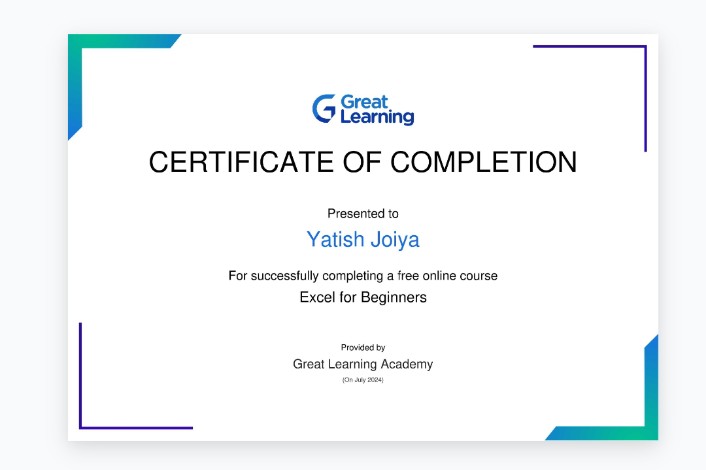 Great
Learning
CERTIFICATE OF COMPLETION
Presented to
Yatish Joiya
For successfully completing a free online course
Excel for Beginners
Provided by
Great Learning Academy
(On July 2024)